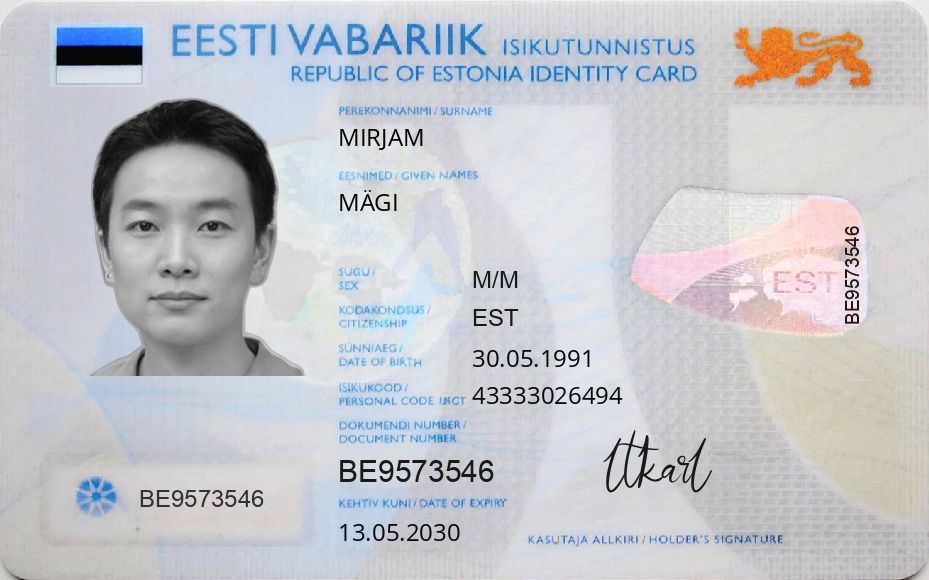 EESTI VABARIIK ISIKUTUNNISTUS
REPUBLIC OF ESTONIA IDENTITY CARD
PEREKONNANIMI / SURNAME
MIRJAM
EESNIMED / GIVEN NAMES
MÄGI
SUGU /
SEX
M/M
KODAKONDSUS /
CITIZENSHIP
EST
SÜNNIAEG /
DATE OF BIRTH
30.05.1991
ISIKUKOOD /
PERSONAL CODE
43333026494
DOKUMENDI NUMBER /
DOCUMENT NUMBER
BE9573546
KEHTIV KUNI / DATE OF EXPIRY
13.05.2030
BE9573546
EST
BE9573546
KASUTAJA ALLKIRI / HOLDER'S SIGNATURE